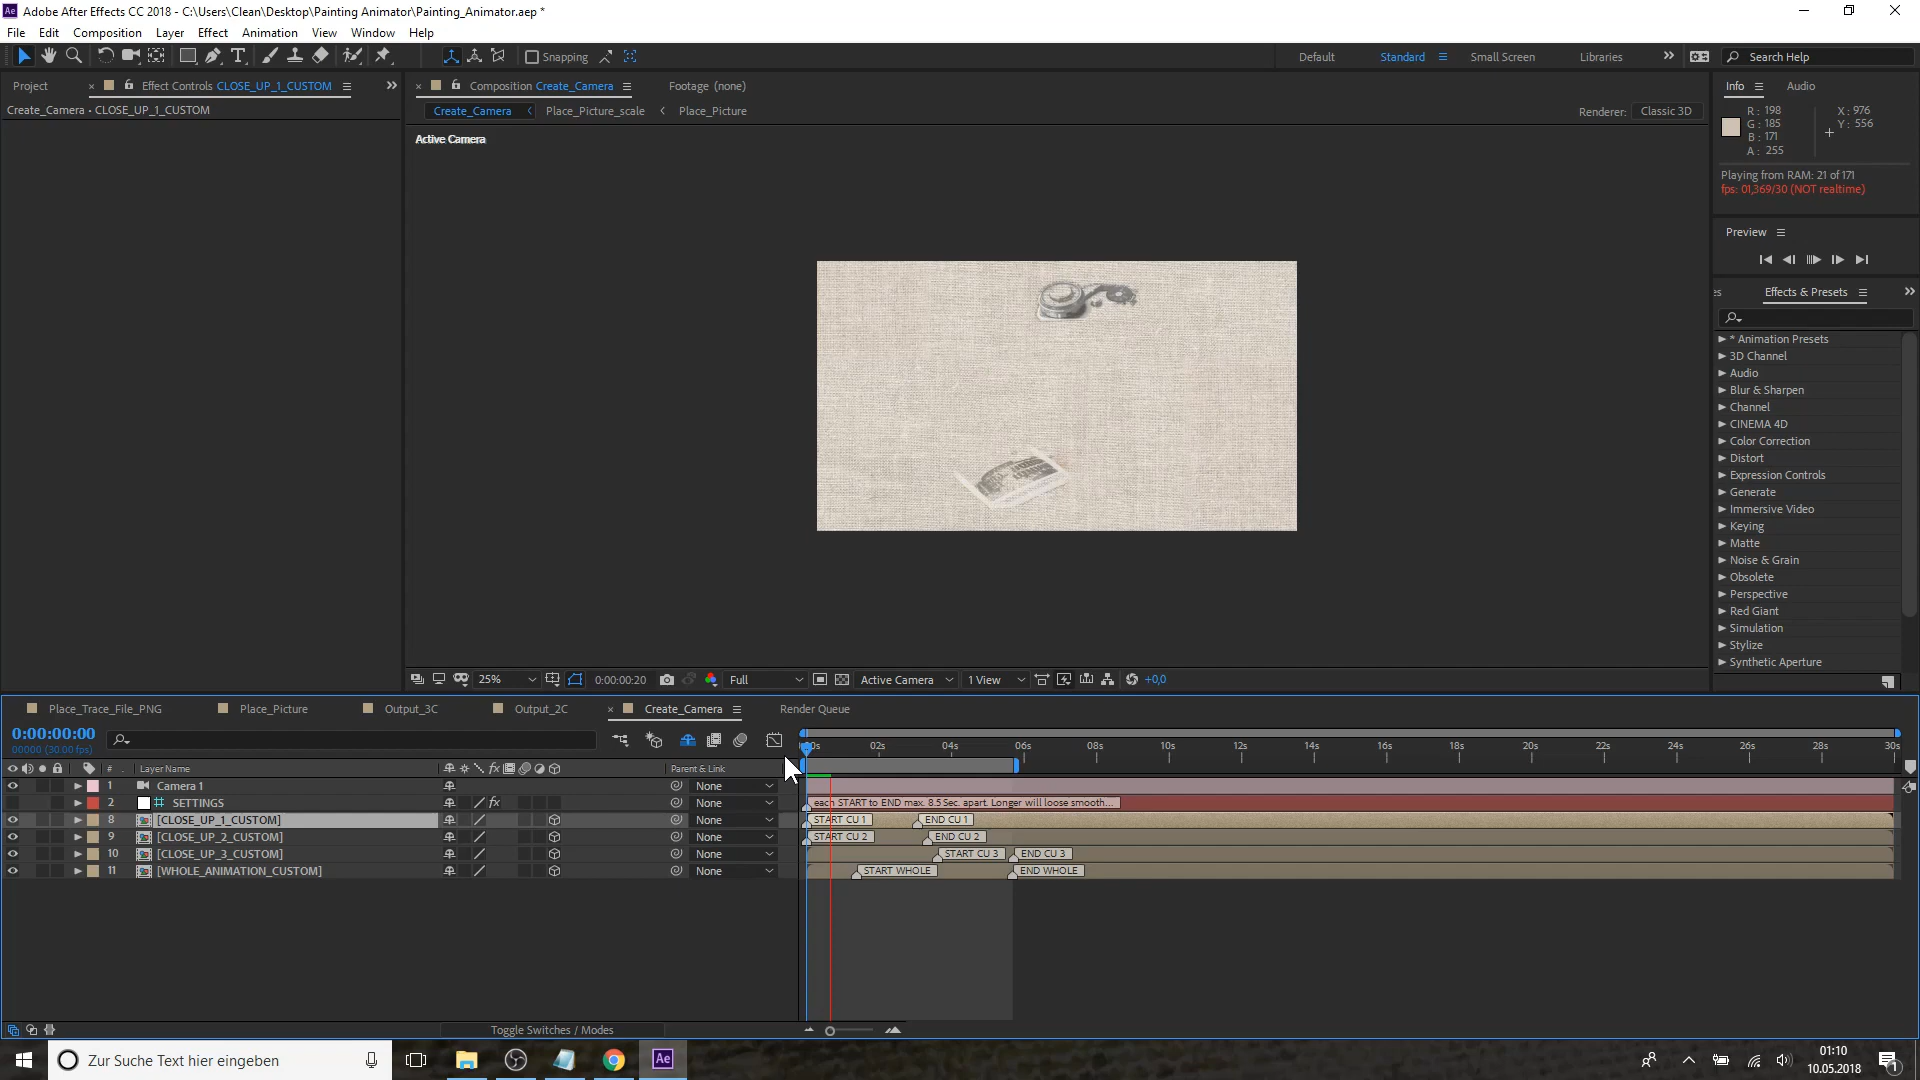 Adobe After Effects CC 2018 - C:\Users\Clean\Desktop\Painting Animator\Painting_Animator.aep *
File Edit Composition Layer Effect Animation View Window Help
Snapping Default Standard Small Screen Libraries Search Help
Project Effect Controls CLOSE_UP_1_CUSTOM
Create_Camera • CLOSE_UP_1_CUSTOM
Composition Create_Camera Footage (none)
Create_Camera Place_Picture_scale Place_Picture
Renderer: Classic 3D
Active Camera
Info Audio
R: 198 X: 976
G: 185 Y: 556
B: 171
A: 255
Playing from RAM: 21 of 171
fps: 01,369/30 (NOT realtime)
Preview
Effects & Presets
* Animation Presets
3D Channel
Audio
Blur & Sharpen
Channel
CINEMA 4D
Color Correction
Distort
Expression Controls
Generate
Immersive Video
Keying
Matte
Noise & Grain
Obsolete
Perspective
Red Giant
Simulation
Stylize
Synthetic Aperture
25% 0:00:00:20 Full Active Camera 1 View +0,0
Place_Trace_File_PNG Place_Picture Output_3C Output_2C Create_Camera Render Queue
0:00:00:00
00000 (30.00 fps)
02s 04s 06s 08s 10s 12s 14s 16s 18s 20s 22s 24s 26s 28s 30s
# Layer Name Parent & Link
1 Camera 1 None
2 SETTINGS None each START to END max. 8.5 Sec. apart. Longer will loose smooth...
8 [CLOSE_UP_1_CUSTOM] None START CU 1 END CU 1
9 [CLOSE_UP_2_CUSTOM] None START CU 2 END CU 2
10 [CLOSE_UP_3_CUSTOM] None START CU 3 END CU 3
11 [WHOLE_ANIMATION_CUSTOM] None START WHOLE END WHOLE
Toggle Switches / Modes
Zur Suche Text hier eingeben
Ae
01:10
10.05.2018
1